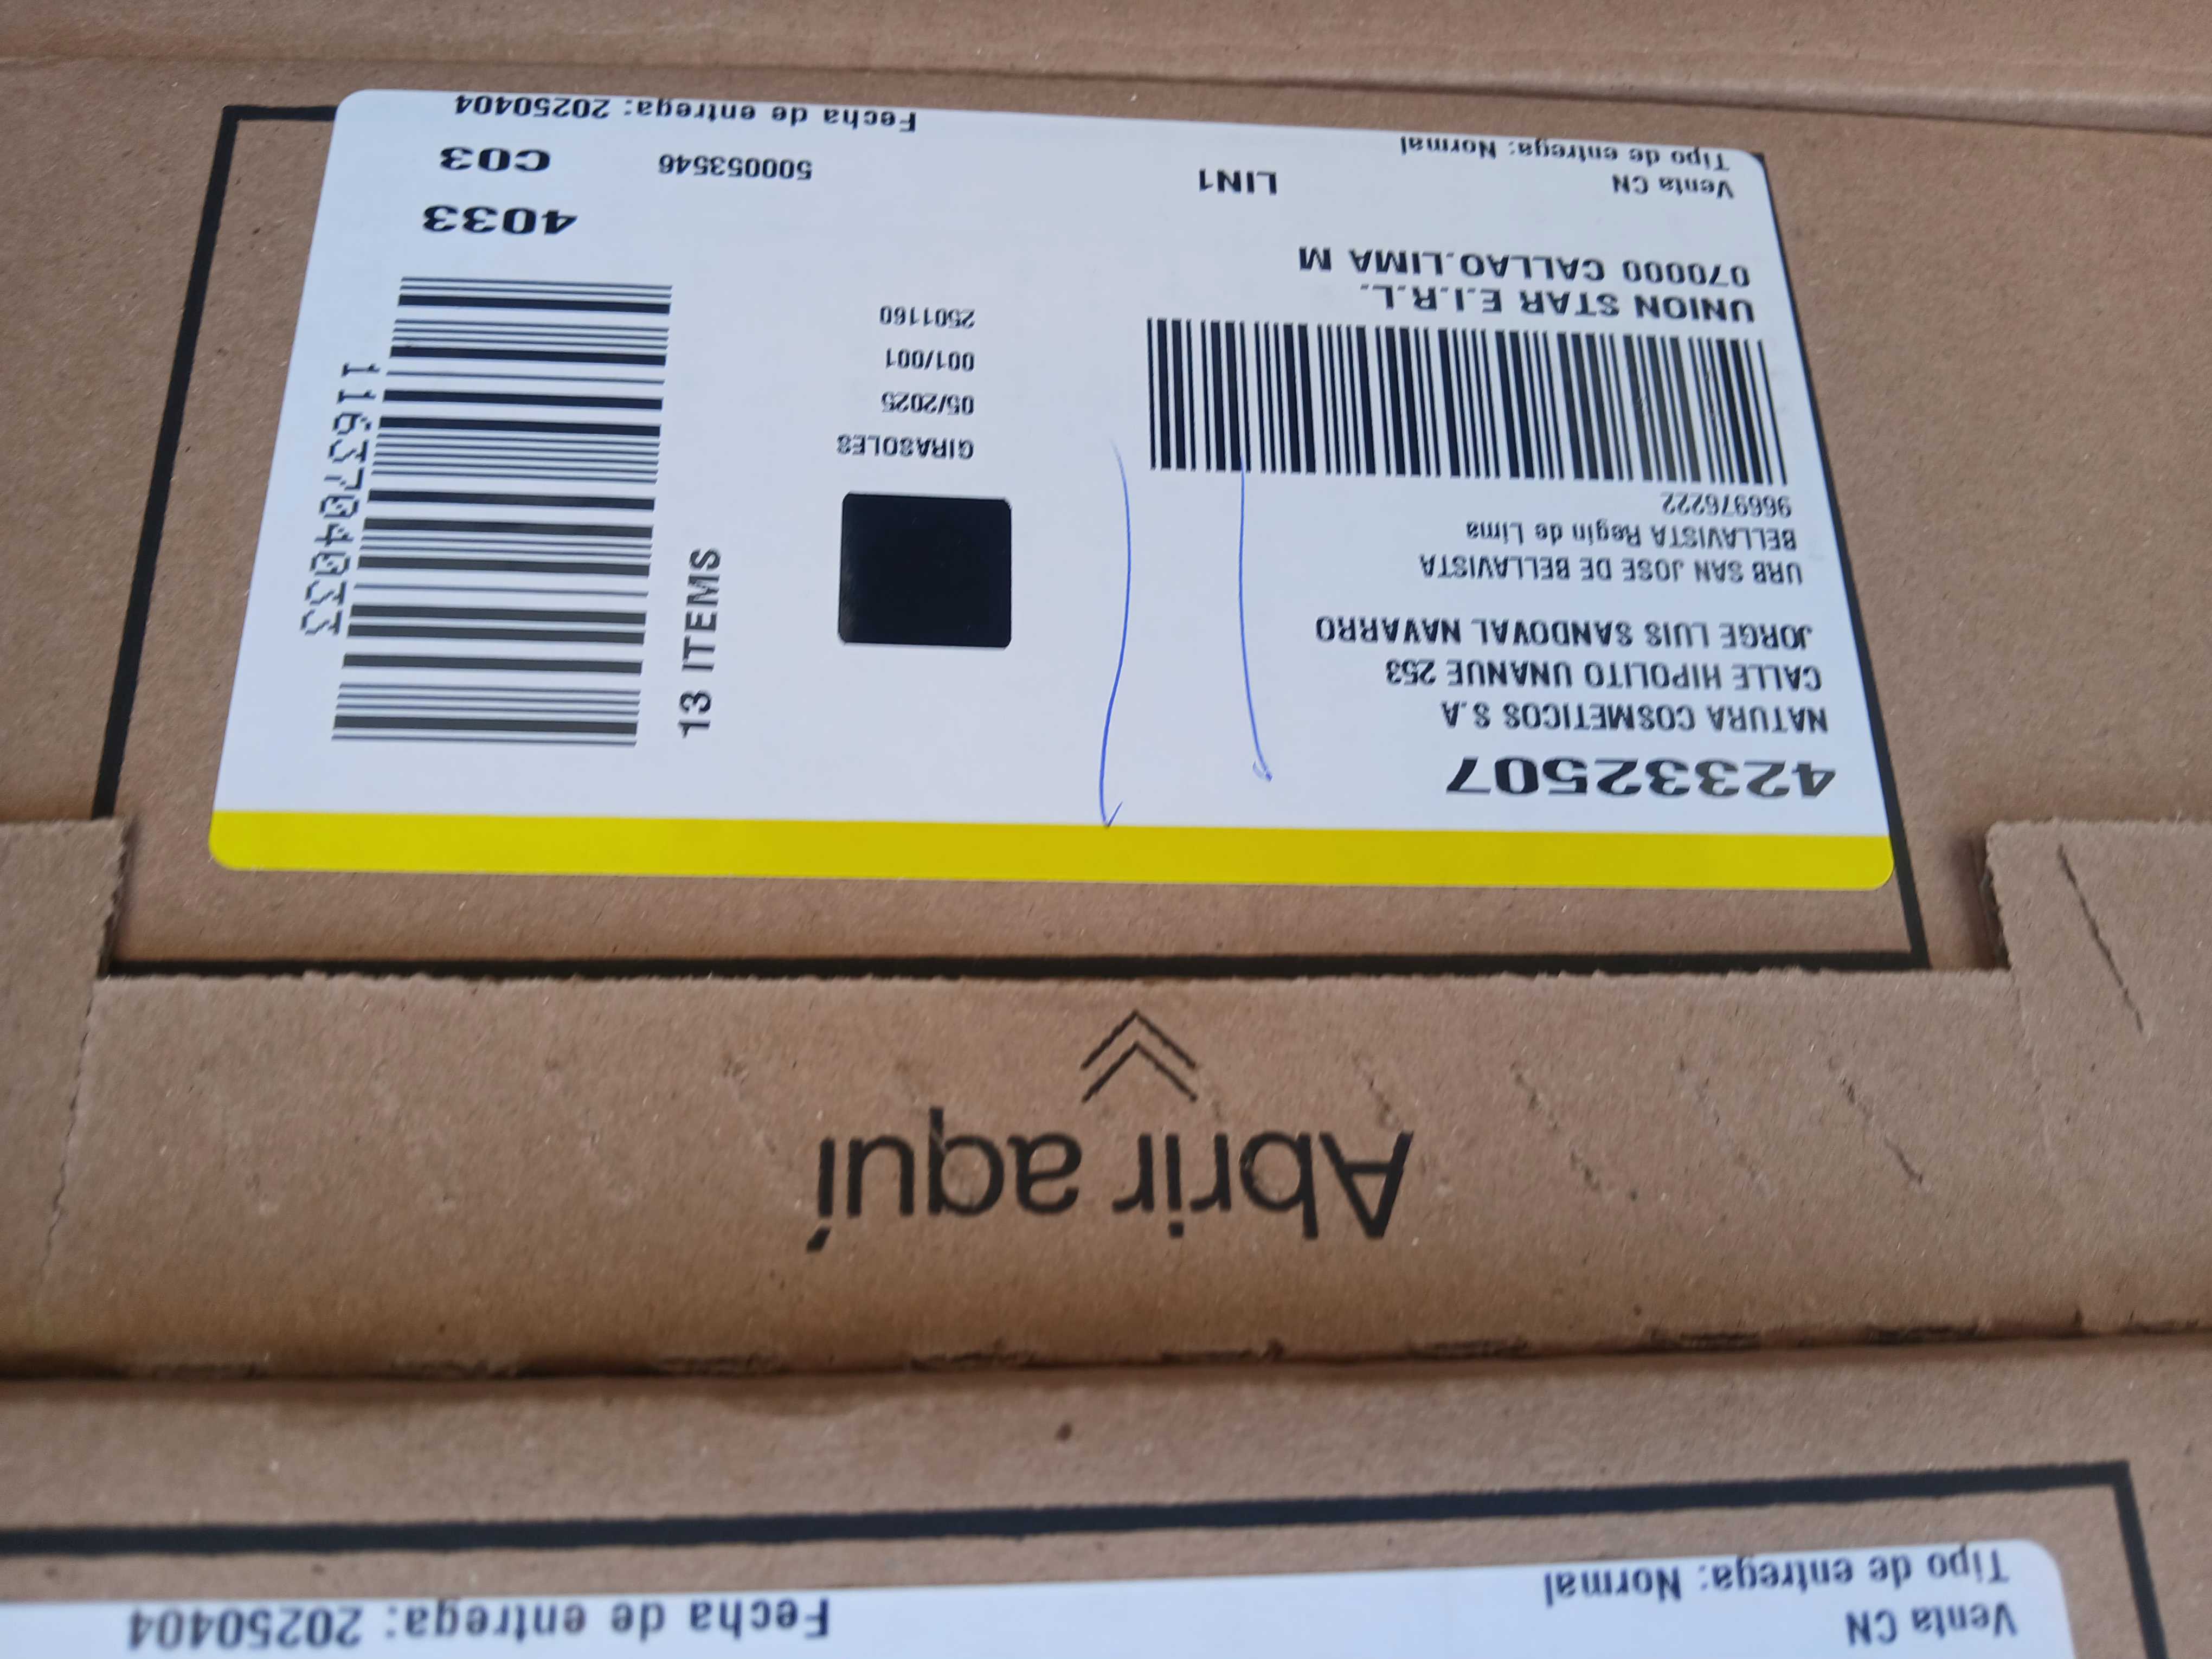 42332507
NATURA COSMETICOS S.A
CALLE HIPOLITO UNANUE 253
JORGE LUIS SANDOVAL NAVARRO
URB SAN JOSE DE BELLAVISTA
BELLAVISTA Regin de Lima
966976222
UNION STAR E.I.R.L.
070000 CALLAO.LIMA M
Venta CN
LIN1
Tipo de entrega: Normal
GIRASOLES
05/2025
001/001
2501160
13 ITEMS
1163704033
4033
500053546
C03
Fecha de entrega: 20250404
Abrir aquí
Venta CN
Tipo de entrega: Normal
Fecha de entrega: 20250404